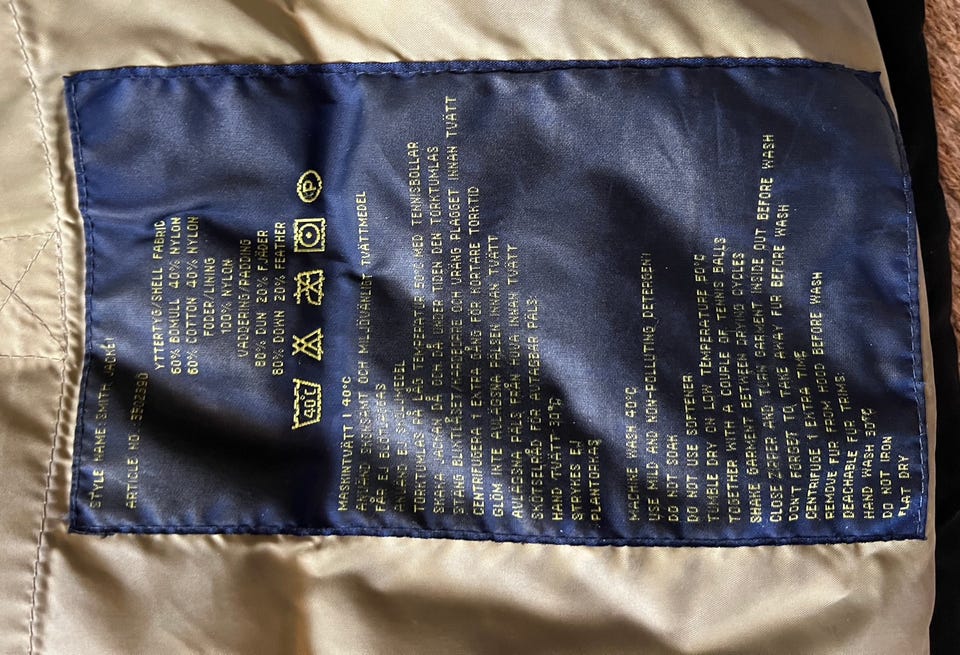 STYLE NAME SMITH JACKET
ARTICLE NO.
YTTERTYG/SHELL FABRIC
60% BOMULL 40% NYLON
60% COTTON 40% NYLON
FODER/LINING
100% NYLON
VADDERING/PADDING
80% DUN 20% FJÄDER
80% DOWN 20% FEATHER
40°C P
MASKINTVÄTT I 40°C
ANVÄND SKONSAMT OCH MILJÖVÄNLIGT TVÄTTMEDEL
FÅR EJ BLÖTLÄGGAS
ANVÄND EJ SKÖLJMEDEL
TORKTUMLAS PÅ LÅG TEMPERATUR 50°C MED TENNISBOLLAR
SKAKA JACKAN DÅ OCH DÅ UNDER TIDEN DEN TORKTUMLAS
STÄNG BLIXTLÅSET/KARDBORRE OCH VRÄNG PLAGGET INNAN TVÄTT
CENTRIFUGERA 1 EXTRA GÅNG FÖR KORTARE TORKTID
GLÖM INTE AVLÄGSNA PÄLSEN INNAN TVÄTT
AVLÄGSNA PÄLS FRÅN LUVA INNAN TVÄTT
SKÖTSELRÅD FÖR AVTAGBAR PÄLS:
HAND TVÄTT 30°C
STRYKES EJ
PLANTORKAS
MACHINE WASH 40°C
USE MILD AND NON-POLLUTING DETERGENT
DO NOT SOAK
DO NOT USE SOFTENER
TUMBLE DRY ON LOW TEMPERATURE 50°C
TOGETHER WITH A COUPLE OF TENNIS BALLS
SHAKE GARMENT BETWEEN DRYING CYCLES
CLOSE ZIPPER AND TURN GARMENT INSIDE OUT BEFORE WASH
DON'T FORGET TO TAKE AWAY FUR BEFORE WASH
CENTRIFUGE 1 EXTRA TIME
REMOVE FUR FROM HOOD BEFORE WASH
DEACHABLE FUR TRIMS:
HAND WASH 30°C
DO NOT IRON
FLAT DRY